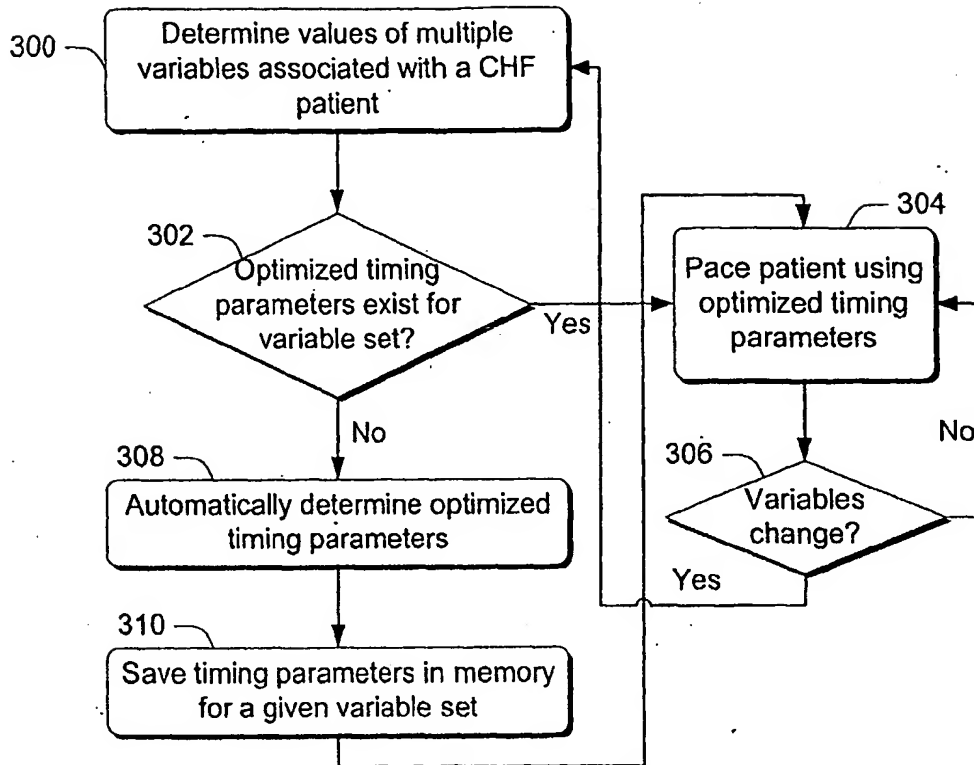 300
Determine values of multiple
variables associated with a CHF
patient
302
Optimized timing
parameters exist for
variable set?
Yes
No
304
Pace patient using
optimized timing
parameters
306
Variables
change?
No
Yes
308
Automatically determine optimized
timing parameters
310
Save timing parameters in memory
for a given variable set